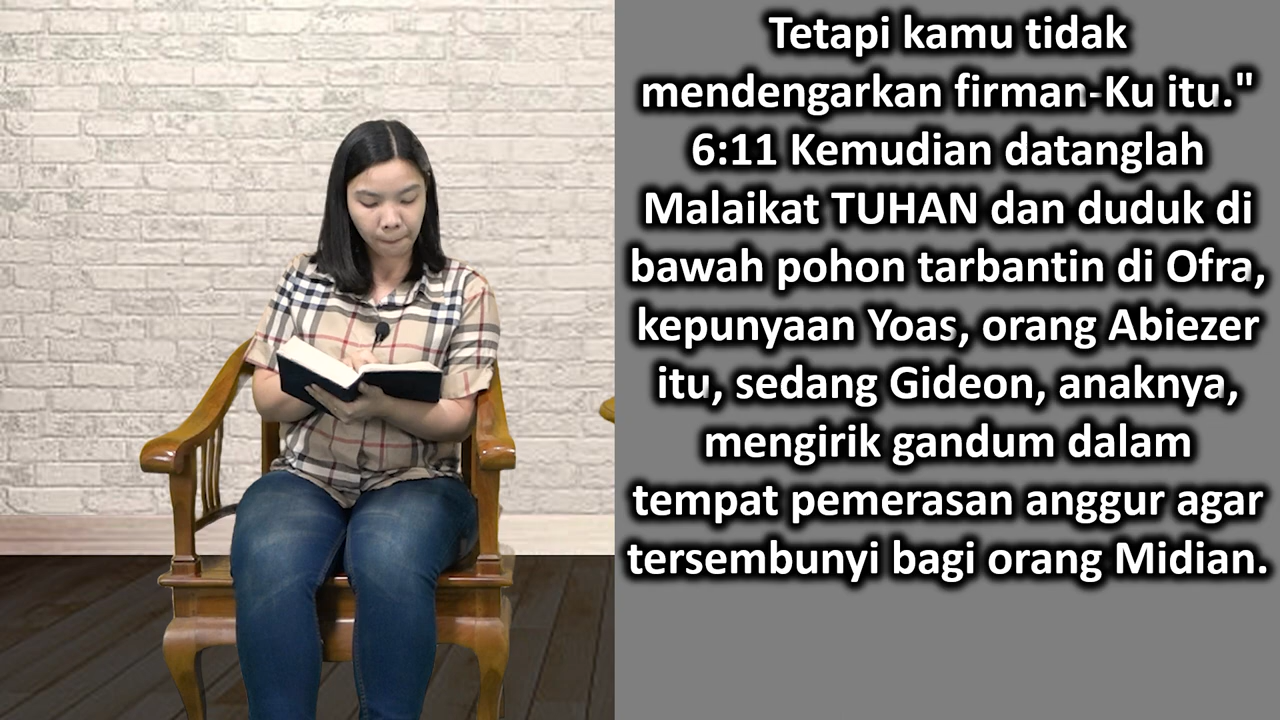 Tetapi kamu tidak
mendengarkan firman-Ku itu."
6:11 Kemudian datanglah
Malaikat TUHAN dan duduk di
bawah pohon tarbantin di Ofra,
kepunyaan Yoas, orang Abiezer
itu, sedang Gideon, anaknya,
mengirik gandum dalam
tempat pemerasan anggur agar
tersembunyi bagi orang Midian.